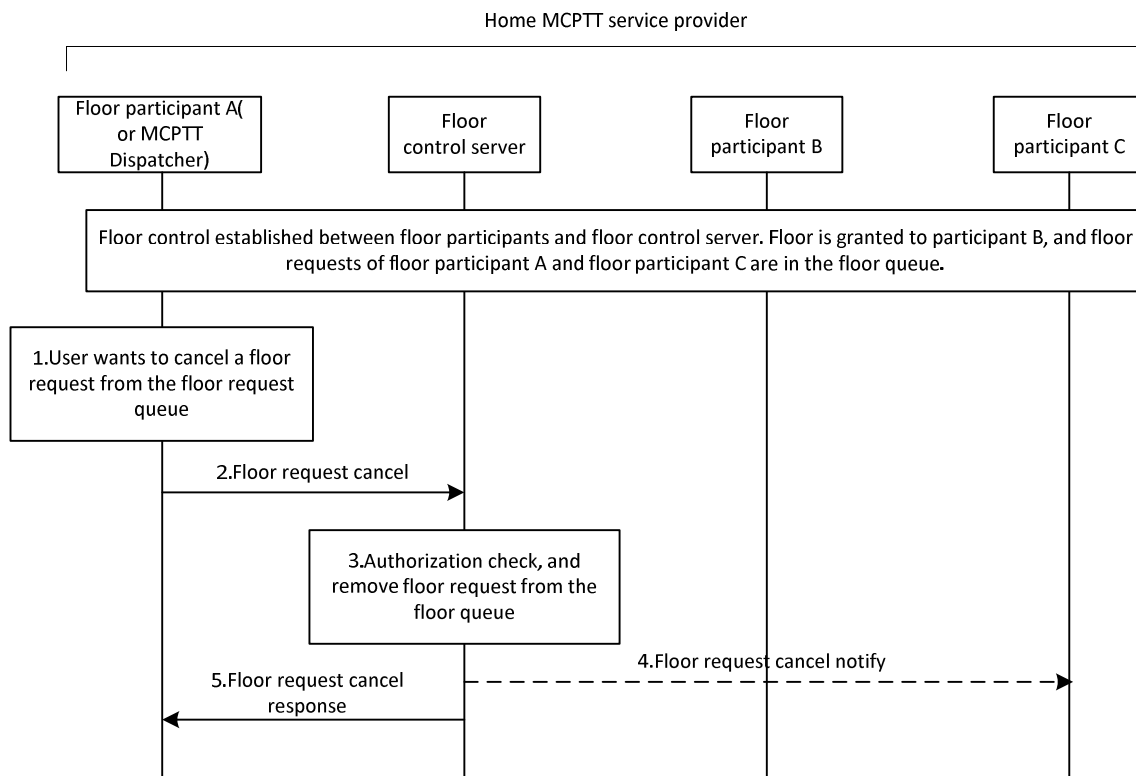 Home MCPTT service provider
Floor participant A(
or MCPTT
Dispatcher)
Floor
control server
Floor
participant B
Floor
participant C
Floor control established between floor participants and floor control server. Floor is granted to participant B, and floor
requests of floor participant A and floor participant C are in the floor queue.
1.User wants to cancel a floor
request from the floor request
queue
2.Floor request cancel
3.Authorization check, and
remove floor request from the
floor queue
4.Floor request cancel notify
5.Floor request cancel
response